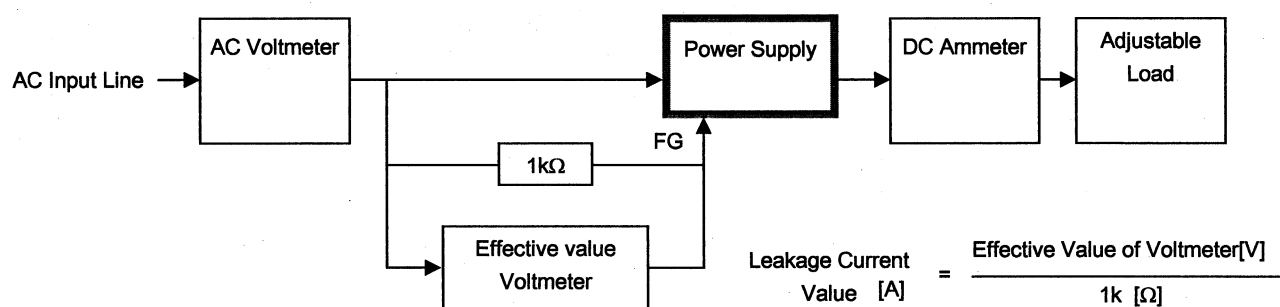 AC Input Line
AC Voltmeter
Power Supply
DC Ammeter
Adjustable
Load
FG
1kΩ
Effective value
Voltmeter
Leakage Current
Value [A]
=
Effective Value of Voltmeter[V]
1k [Ω]